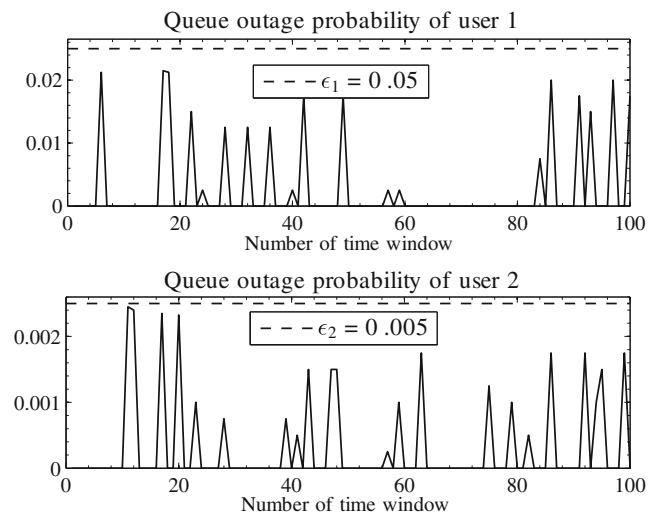 Queue outage probability of user 1
0.02
0.01
0
ϵ1 = 0 .05
0 20 40 60 80 100
Number of time window
Queue outage probability of user 2
0.002
0.001
0
ϵ2 = 0 .005
0 20 40 60 80 100
Number of time window